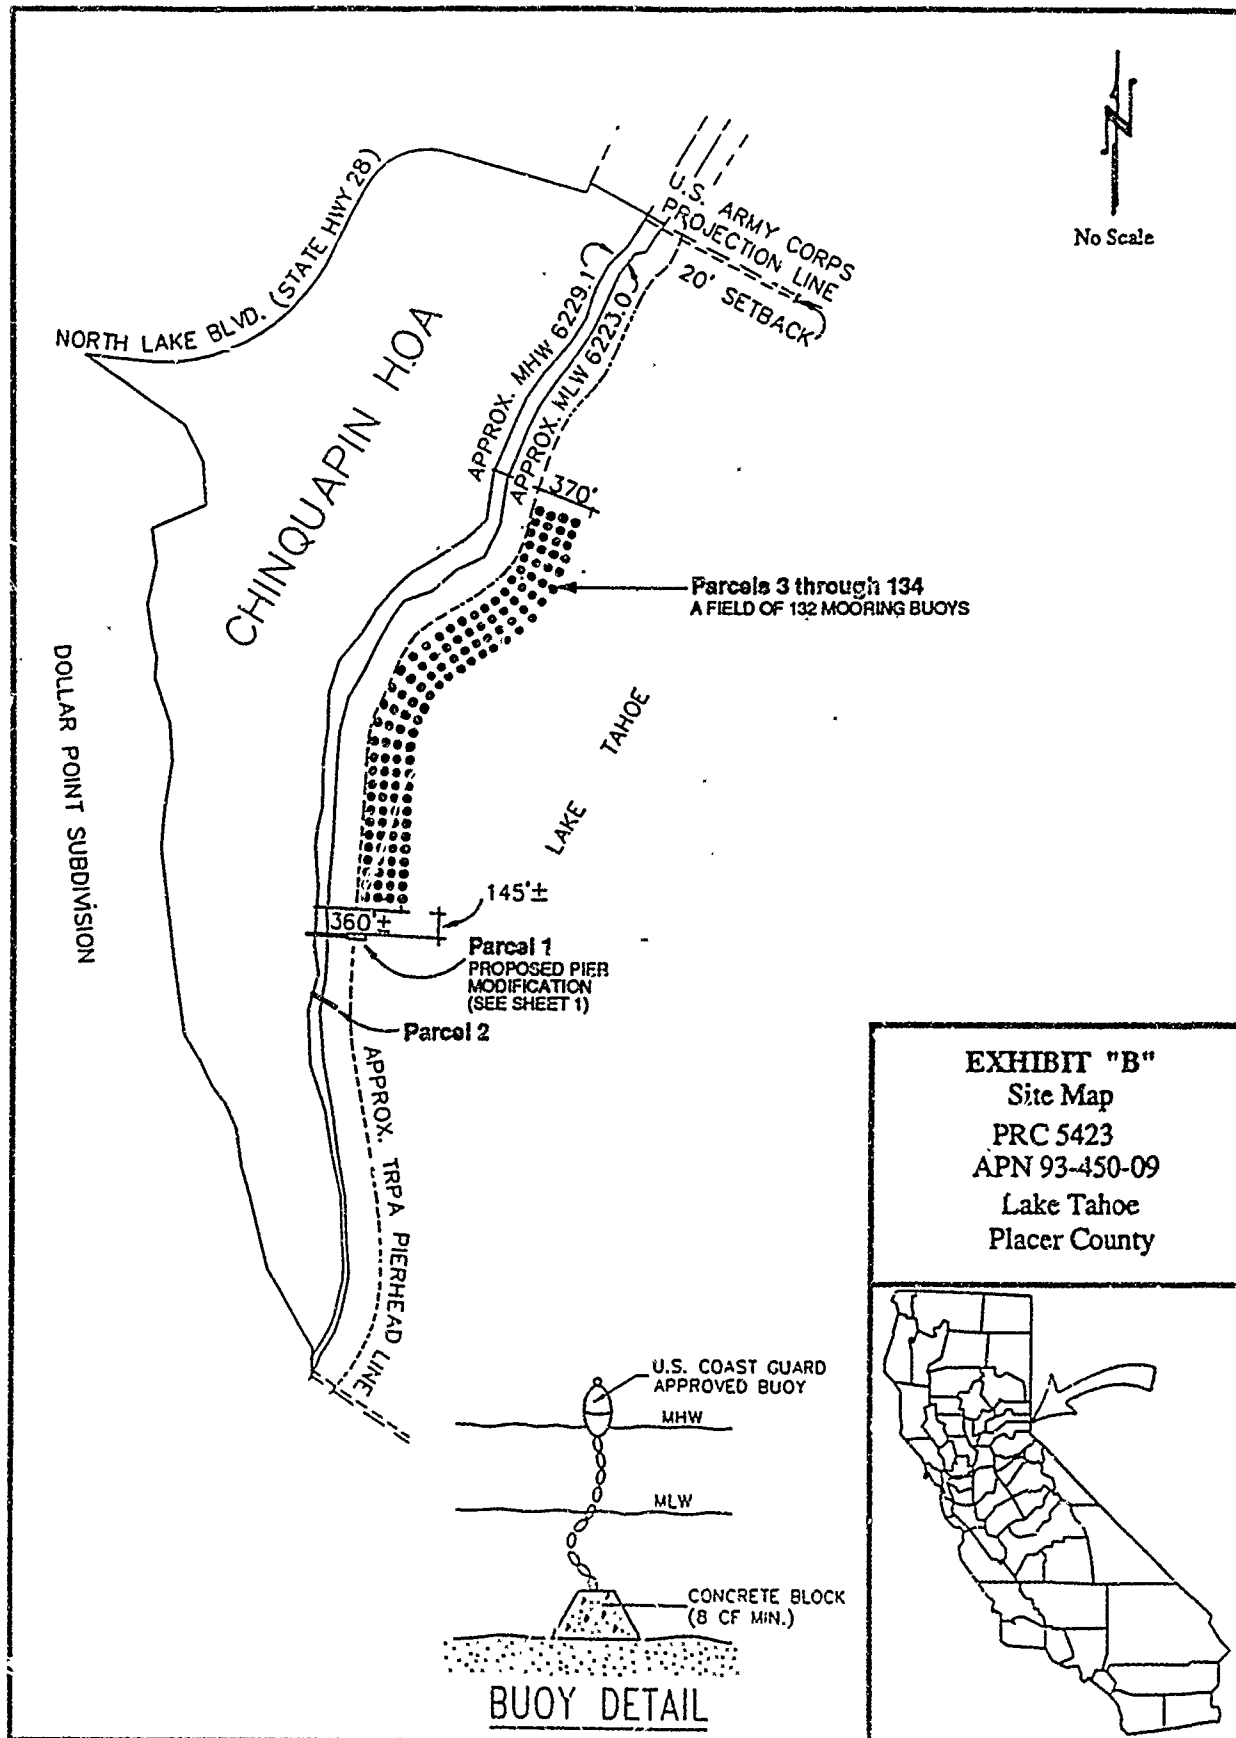 No Scale
U.S. ARMY CORPS
PROJECTION LINE
20' SETBACK
NORTH LAKE BLVD. (STATE HWY 28)
APPROX. MHW 6229.1
APPROX. MLW 6223.0
CHINQUAPIN HOA
370'
Parcels 3 through 134
A FIELD OF 132 MOORING BUOYS
DOLLAR POINT SUBDIVISION
LAKE TAHOE
145'±
360'±
Parcel 1
PROPOSED PIER
MODIFICATION
(SEE SHEET 1)
Parcel 2
APPROX. TRPA PIERHEAD LINE
EXHIBIT "B"
Site Map
PRC 5423
APN 93-450-09
Lake Tahoe
Placer County
U.S. COAST GUARD
APPROVED BUOY
MHW
MLW
CONCRETE BLOCK
(8 CF MIN.)
BUOY DETAIL